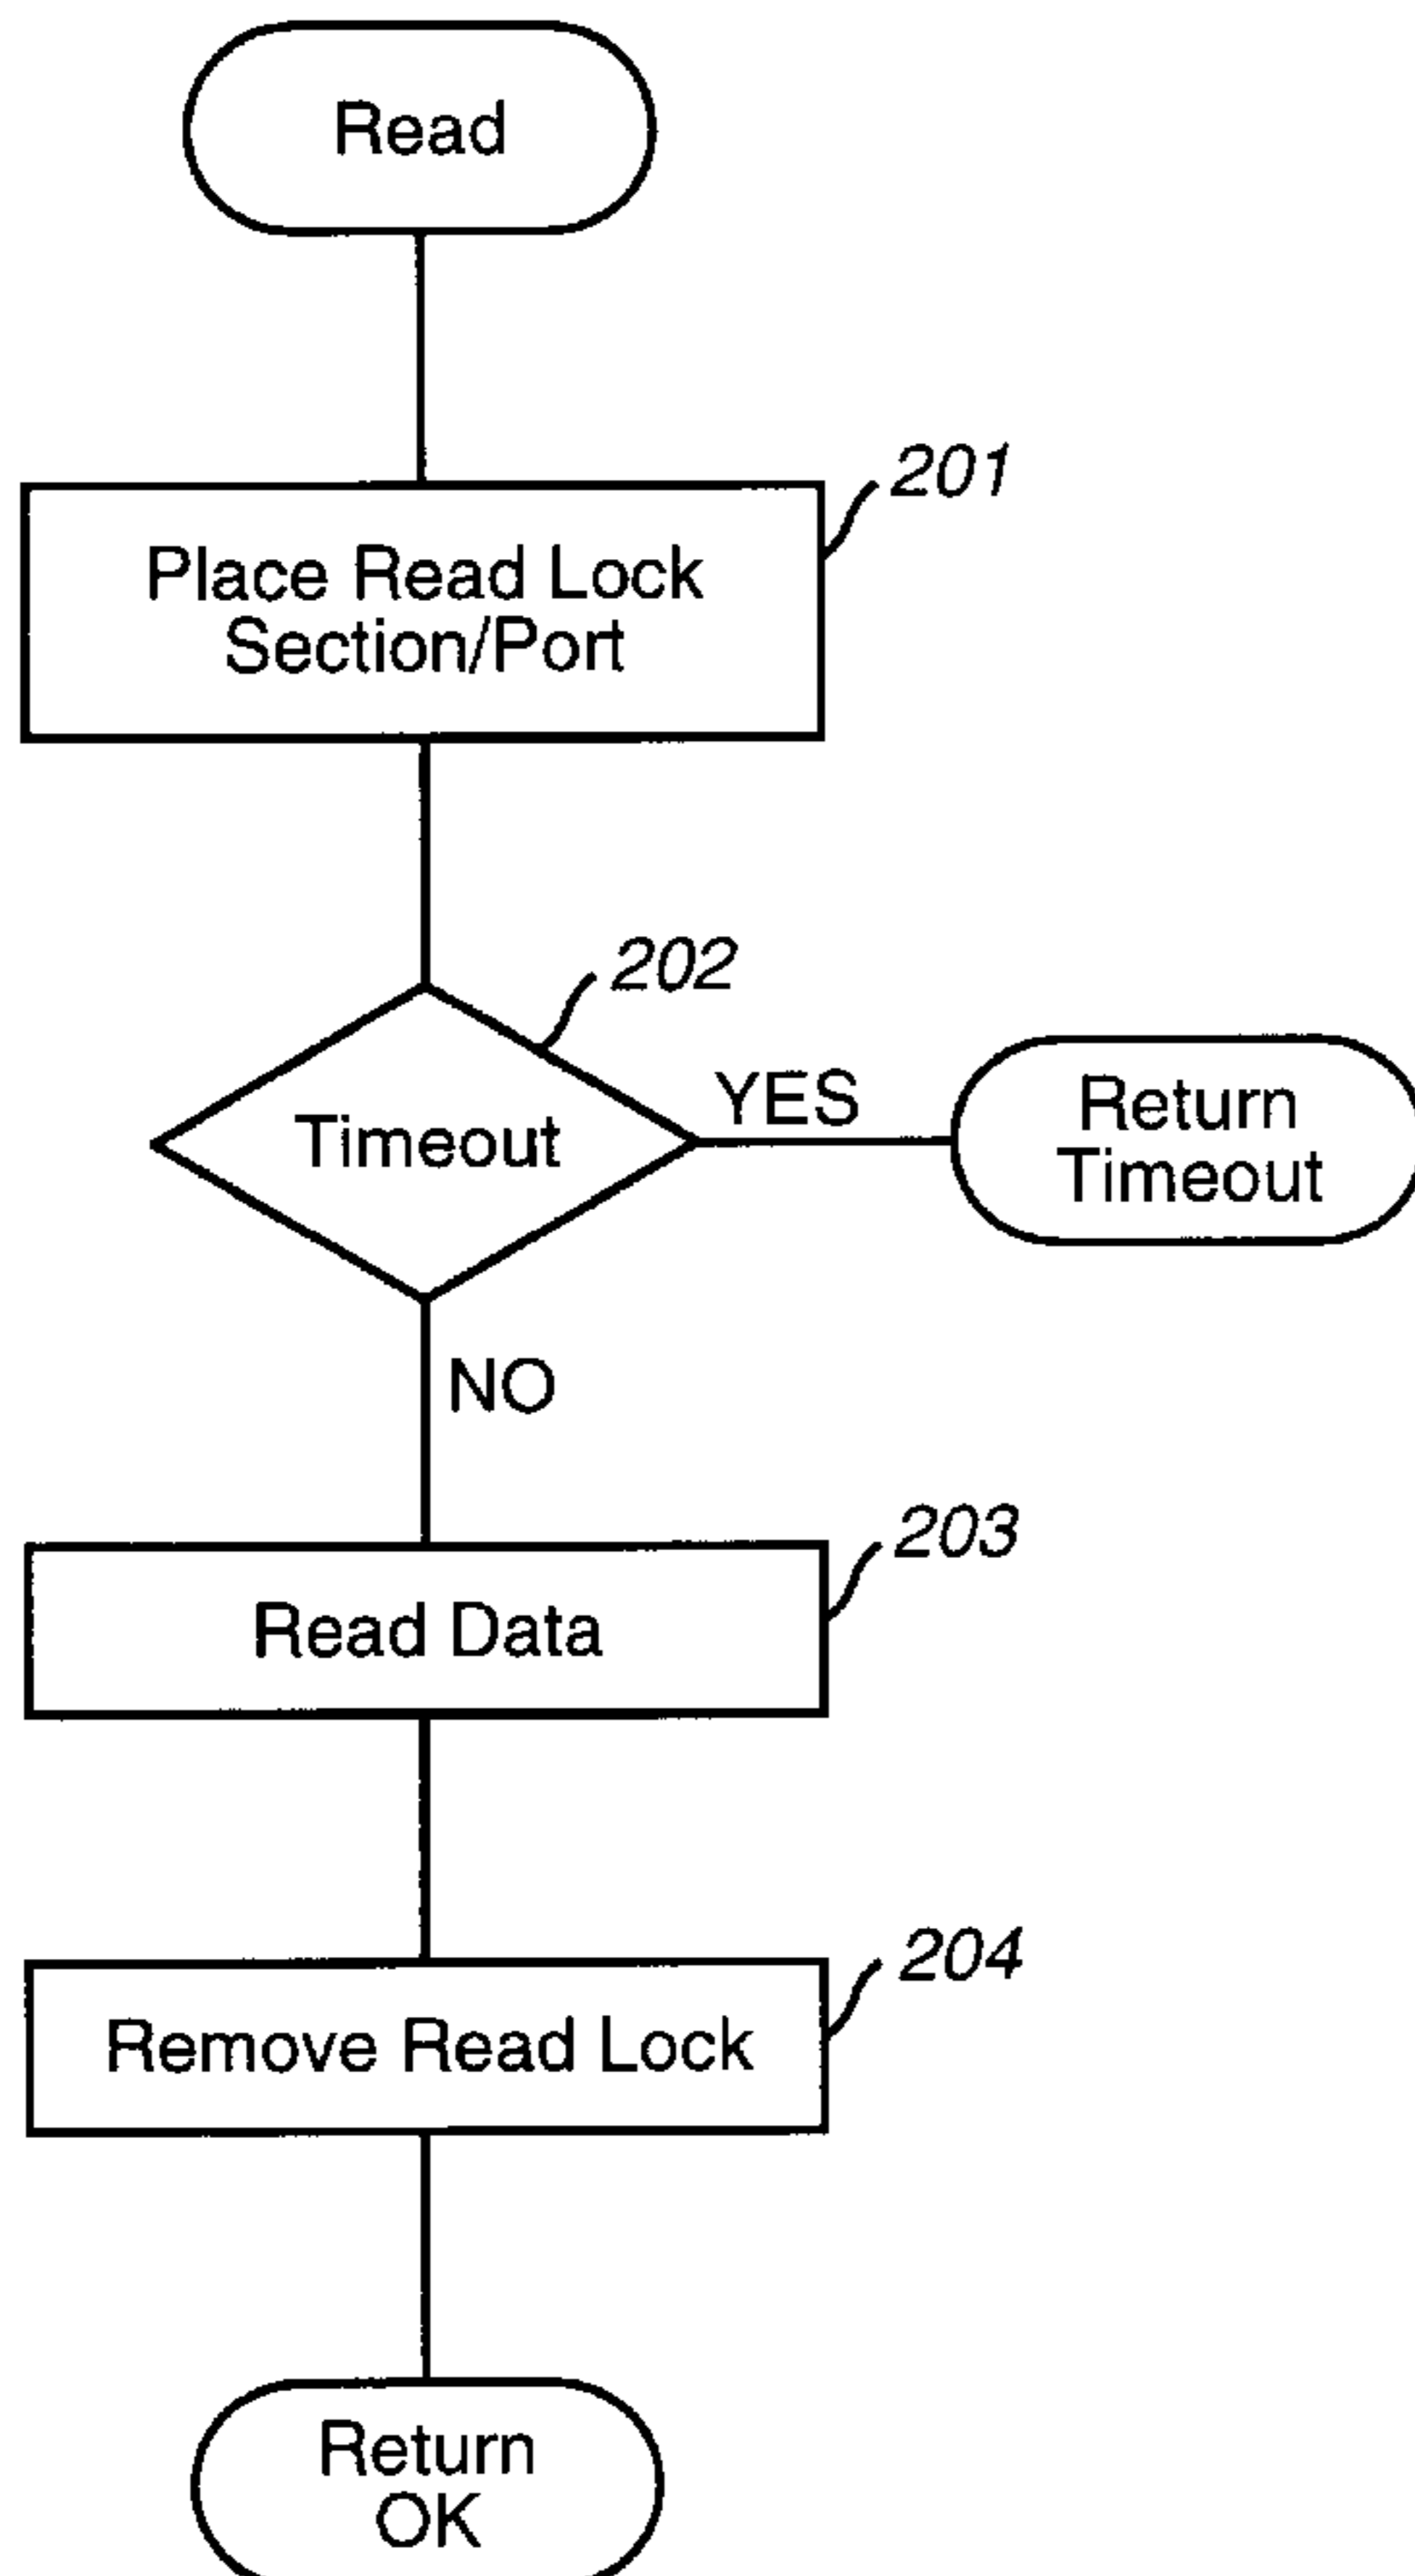 Read
201
Place Read Lock
Section/Port
202
Timeout
YES
Return
Timeout
NO
203
Read Data
204
Remove Read Lock
Return
OK